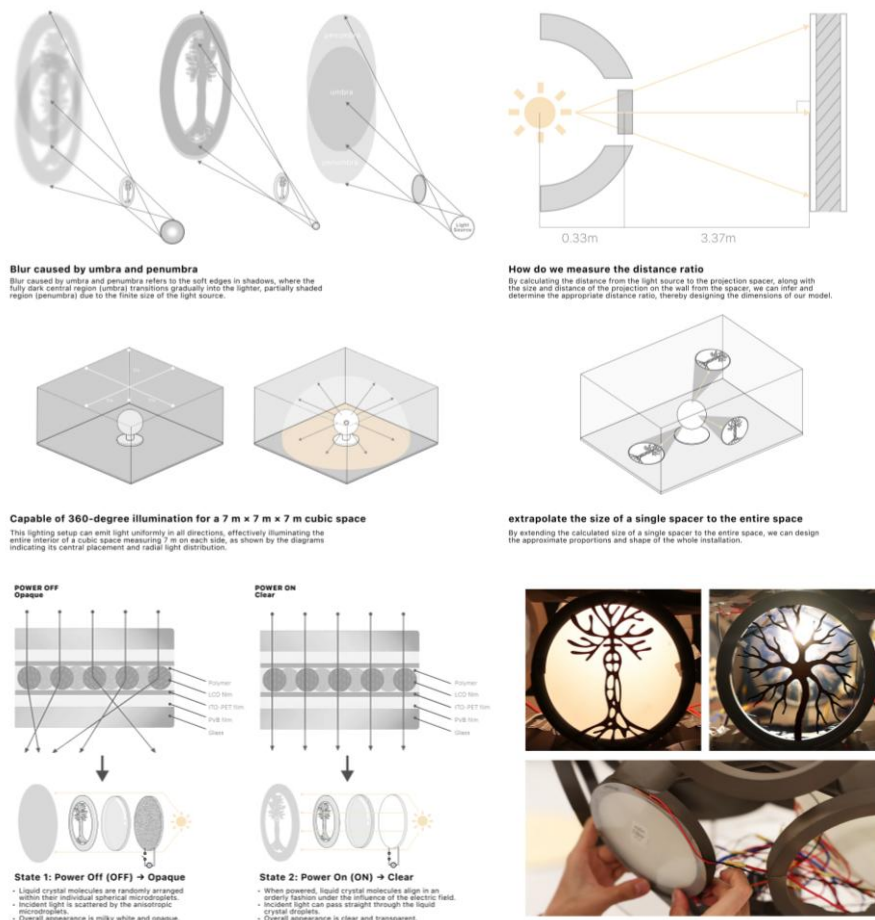 penumbra
umbra
penumbra
Light
Source
0.33m
3.37m
Blur caused by umbra and penumbra
Blur caused by umbra and penumbra refers to the soft edges in shadows, where the
fully dark central region (umbra) transitions gradually into the lighter, partially shaded
region (penumbra) due to the finite size of the light source.
How do we measure the distance ratio
By calculating the distance from the light source to the projection spacer, along with
the size and distance of the projection on the wall from the spacer, we can infer and
determine the appropriate distance ratio, thereby designing the dimensions of our model.
Capable of 360-degree illumination for a 7 m × 7 m × 7 m cubic space
This lighting setup can emit light uniformly in all directions, effectively illuminating the
entire interior of a cubic space measuring 7 m on each side, as shown by the diagrams
indicating its central placement and radial light distribution.
extrapolate the size of a single spacer to the entire space
By extending the calculated size of a single spacer to the entire space, we can design
the approximate proportions and shape of the whole installation.
POWER OFF
Opaque
Polymer
LCD film
ITO-PET film
PvB film
Glass
POWER ON
Clear
Polymer
LCD film
ITO-PET film
PvB film
Glass
State 1: Power Off (OFF) → Opaque
• Liquid crystal molecules are randomly arranged
within their individual spherical microdroplets.
• Incident light is scattered by the anisotropic
microdroplets.
• Overall appearance is milky white and opaque.
State 2: Power On (ON) → Clear
• When powered, liquid crystal molecules align in an
orderly fashion under the influence of the electric field.
• Incident light can pass straight through the liquid
crystal droplets.
• Overall appearance is clear and transparent.